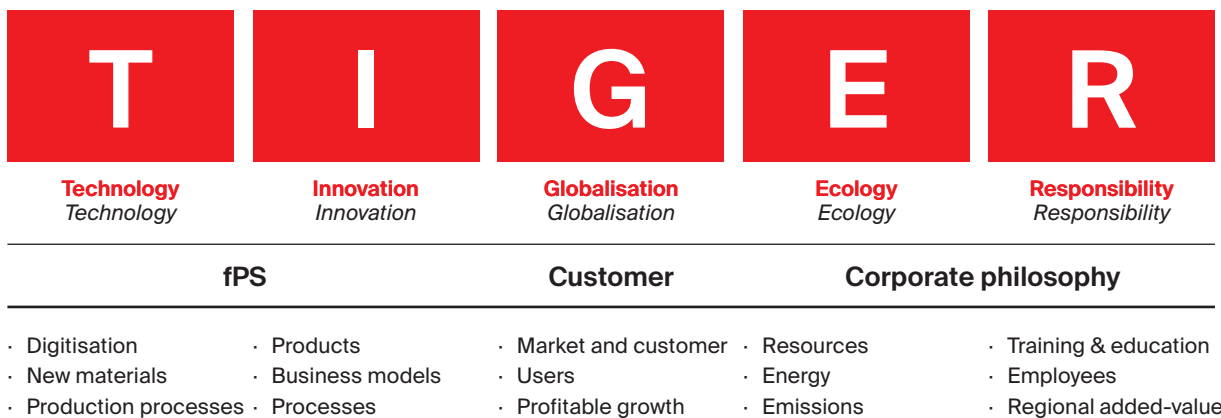 T I G E R
Technology Innovation Globalisation Ecology Responsibility
Technology Innovation Globalisation Ecology Responsibility
fPS Customer Corporate philosophy
· Digitisation · Products · Market and customer · Resources · Training & education
· New materials · Business models · Users · Energy · Employees
· Production processes · Processes · Profitable growth · Emissions · Regional added-value